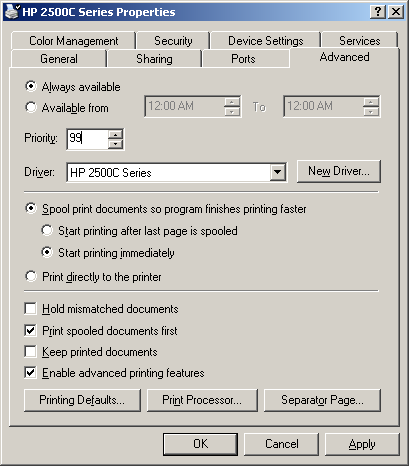 HP 2500C Series Properties
Color Management Security Device Settings Services
General Sharing Ports Advanced
Always available
Available from 12:00 AM To 12:00 AM
Priority: 99
Driver: HP 2500C Series New Driver...
Spool print documents so program finishes printing faster
Start printing after last page is spooled
Start printing immediately
Print directly to the printer
Hold mismatched documents
Print spooled documents first
Keep printed documents
Enable advanced printing features
Printing Defaults... Print Processor... Separator Page...
OK Cancel Apply